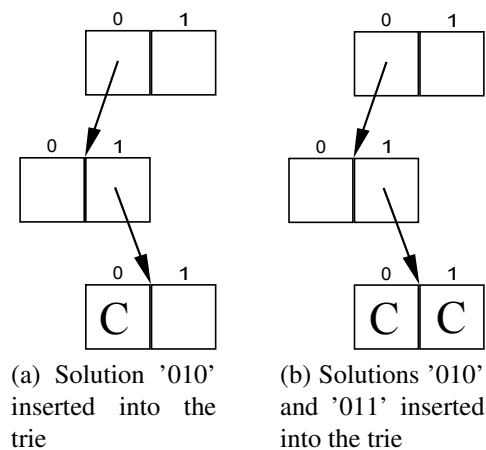 0 1
0 1
0 1
0 1
0 1
C
0 1
C C
(a) Solution '010'
inserted into the
trie
(b) Solutions '010'
and '011' inserted
into the trie